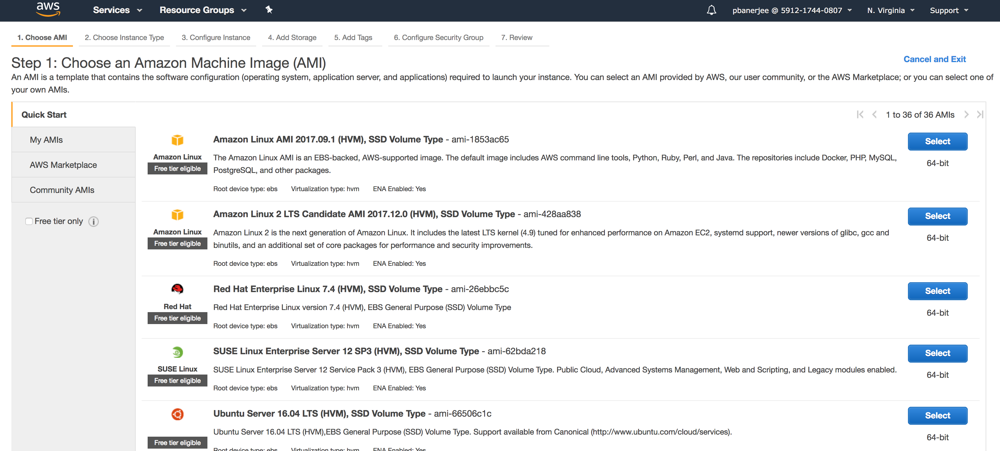 aws Services Resource Groups pbanerjee @ 5912-1744-0807 N. Virginia Support
1. Choose AMI 2. Choose Instance Type 3. Configure Instance 4. Add Storage 5. Add Tags 6. Configure Security Group 7. Review
Step 1: Choose an Amazon Machine Image (AMI)
Cancel and Exit
An AMI is a template that contains the software configuration (operating system, application server, and applications) required to launch your instance. You can select an AMI provided by AWS, our user community, or the AWS Marketplace; or you can select one of
your own AMIs.
Quick Start
My AMIs
AWS Marketplace
Community AMIs
Free tier only
1 to 36 of 36 AMIs
Amazon Linux
Free tier eligible
Amazon Linux AMI 2017.09.1 (HVM), SSD Volume Type - ami-1853ac65
The Amazon Linux AMI is an EBS-backed, AWS-supported image. The default image includes AWS command line tools, Python, Ruby, Perl, and Java. The repositories include Docker, PHP, MySQL,
PostgreSQL, and other packages.
Root device type: ebs Virtualization type: hvm ENA Enabled: Yes
Select
64-bit
Amazon Linux
Free tier eligible
Amazon Linux 2 LTS Candidate AMI 2017.12.0 (HVM), SSD Volume Type - ami-428aa838
Amazon Linux 2 is the next generation of Amazon Linux. It includes the latest LTS kernel (4.9) tuned for enhanced performance on Amazon EC2, systemd support, newer versions of glibc, gcc and
binutils, and an additional set of core packages for performance and security improvements.
Root device type: ebs Virtualization type: hvm ENA Enabled: Yes
Select
64-bit
Red Hat
Free tier eligible
Red Hat Enterprise Linux 7.4 (HVM), SSD Volume Type - ami-26ebbc5c
Red Hat Enterprise Linux version 7.4 (HVM), EBS General Purpose (SSD) Volume Type
Root device type: ebs Virtualization type: hvm ENA Enabled: Yes
Select
64-bit
SUSE Linux
Free tier eligible
SUSE Linux Enterprise Server 12 SP3 (HVM), SSD Volume Type - ami-62bda218
SUSE Linux Enterprise Server 12 Service Pack 3 (HVM), EBS General Purpose (SSD) Volume Type. Public Cloud, Advanced Systems Management, Web and Scripting, and Legacy modules enabled.
Root device type: ebs Virtualization type: hvm ENA Enabled: Yes
Select
64-bit
Free tier eligible
Ubuntu Server 16.04 LTS (HVM), SSD Volume Type - ami-66506c1c
Ubuntu Server 16.04 LTS (HVM),EBS General Purpose (SSD) Volume Type. Support available from Canonical (http://www.ubuntu.com/cloud/services).
Root device type: ebs Virtualization type: hvm ENA Enabled: Yes
Select
64-bit